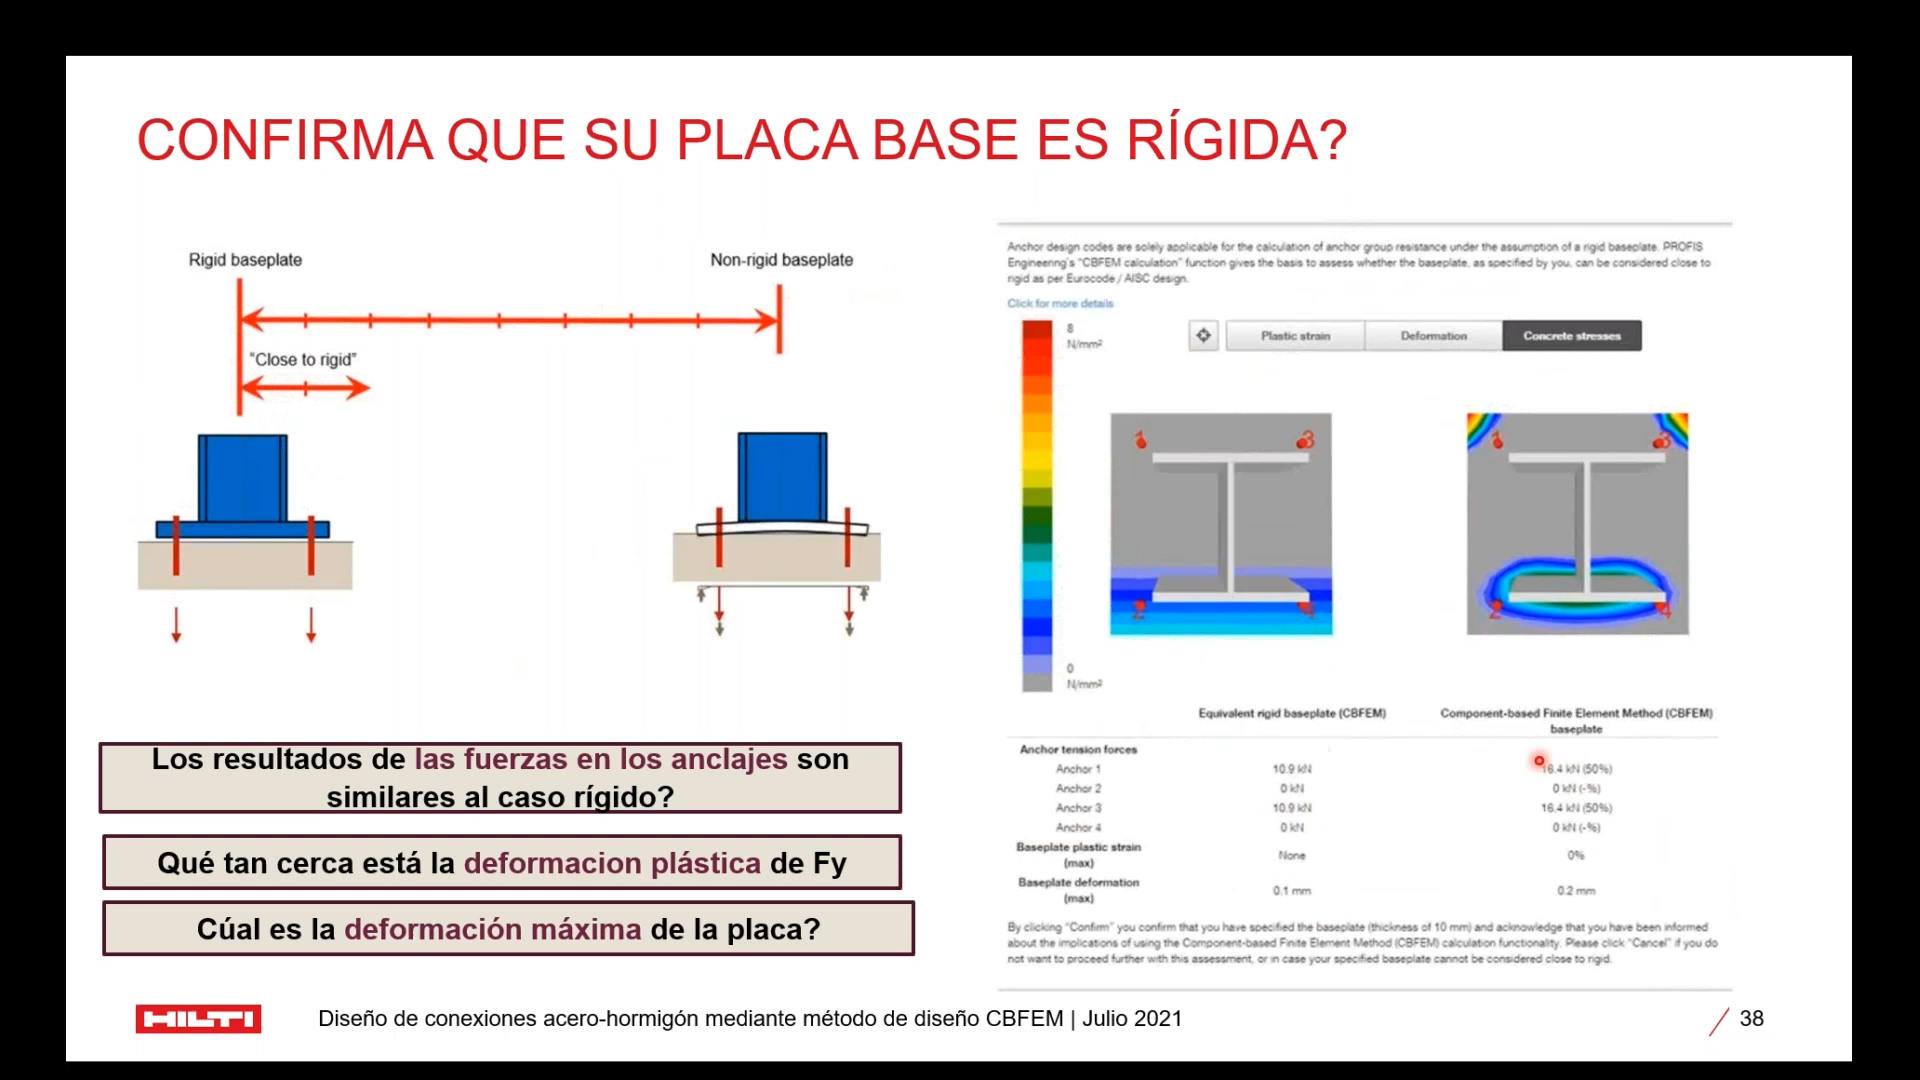 CONFIRMA QUE SU PLACA BASE ES RÍGIDA?
Rigid baseplate
Non-rigid baseplate
"Close to rigid"
Los resultados de las fuerzas en los anclajes son
similares al caso rígido?
Qué tan cerca está la deformacion plástica de Fy
Cúal es la deformación máxima de la placa?
Anchor design codes are solely applicable for the calculation of anchor group resistance under the assumption of a rigid baseplate. PROFIS
Engineering's "CBFEM calculation" function gives the basis to assess whether the baseplate, as specified by you, can be considered close to
rigid as per Eurocode / AISC design.
Click for more details
8
N/mm²
Plastic strain Deformation Concrete stresses
1 3 1 3
2 4 2 4
0
N/mm²
Equivalent rigid baseplate (CBFEM) Component-based Finite Element Method (CBFEM)
baseplate
Anchor tension forces
Anchor 1 10.9 kN 16.4 kN (50%)
Anchor 2 0 kN 0 kN (-%)
Anchor 3 10.9 kN 16.4 kN (50%)
Anchor 4 0 kN 0 kN (-%)
Baseplate plastic strain
(max) None 0%
Baseplate deformation
(max) 0.1 mm 0.2 mm
By clicking "Confirm" you confirm that you have specified the baseplate (thickness of 10 mm) and acknowledge that you have been informed
about the implications of using the Component-based Finite Element Method (CBFEM) calculation functionality. Please click "Cancel" if you do
not want to proceed further with this assessment, or in case your specified baseplate cannot be considered close to rigid.
HILTI
Diseño de conexiones acero-hormigón mediante método de diseño CBFEM | Julio 2021
38